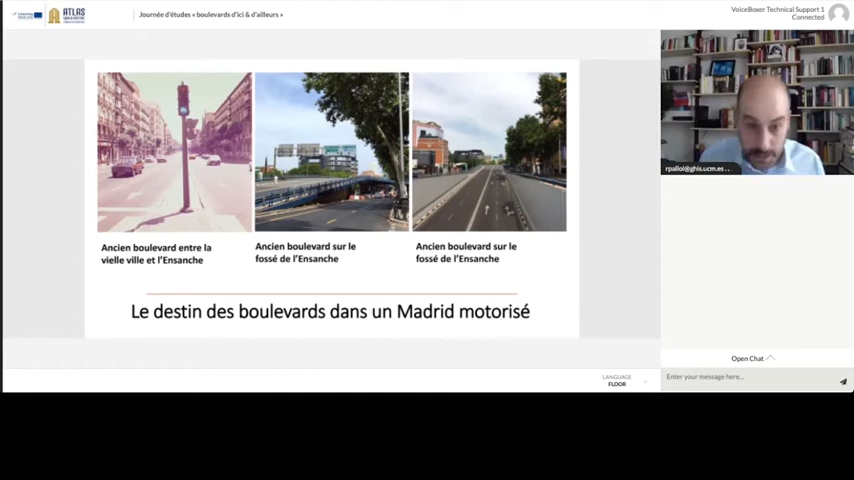 ATLAS
Journée d'études « boulevards d'ici & d'ailleurs »
VoiceBoxer Technical Support 1
Connected
rpallol@ghis.ucm.es ...
Ancien boulevard entre la
vieille ville et l'Ensanche
Ancien boulevard sur le
fossé de l'Ensanche
Ancien boulevard sur le
fossé de l'Ensanche
Le destin des boulevards dans un Madrid motorisé
Open Chat
LANGUAGE
FLOOR
Enter your message here...